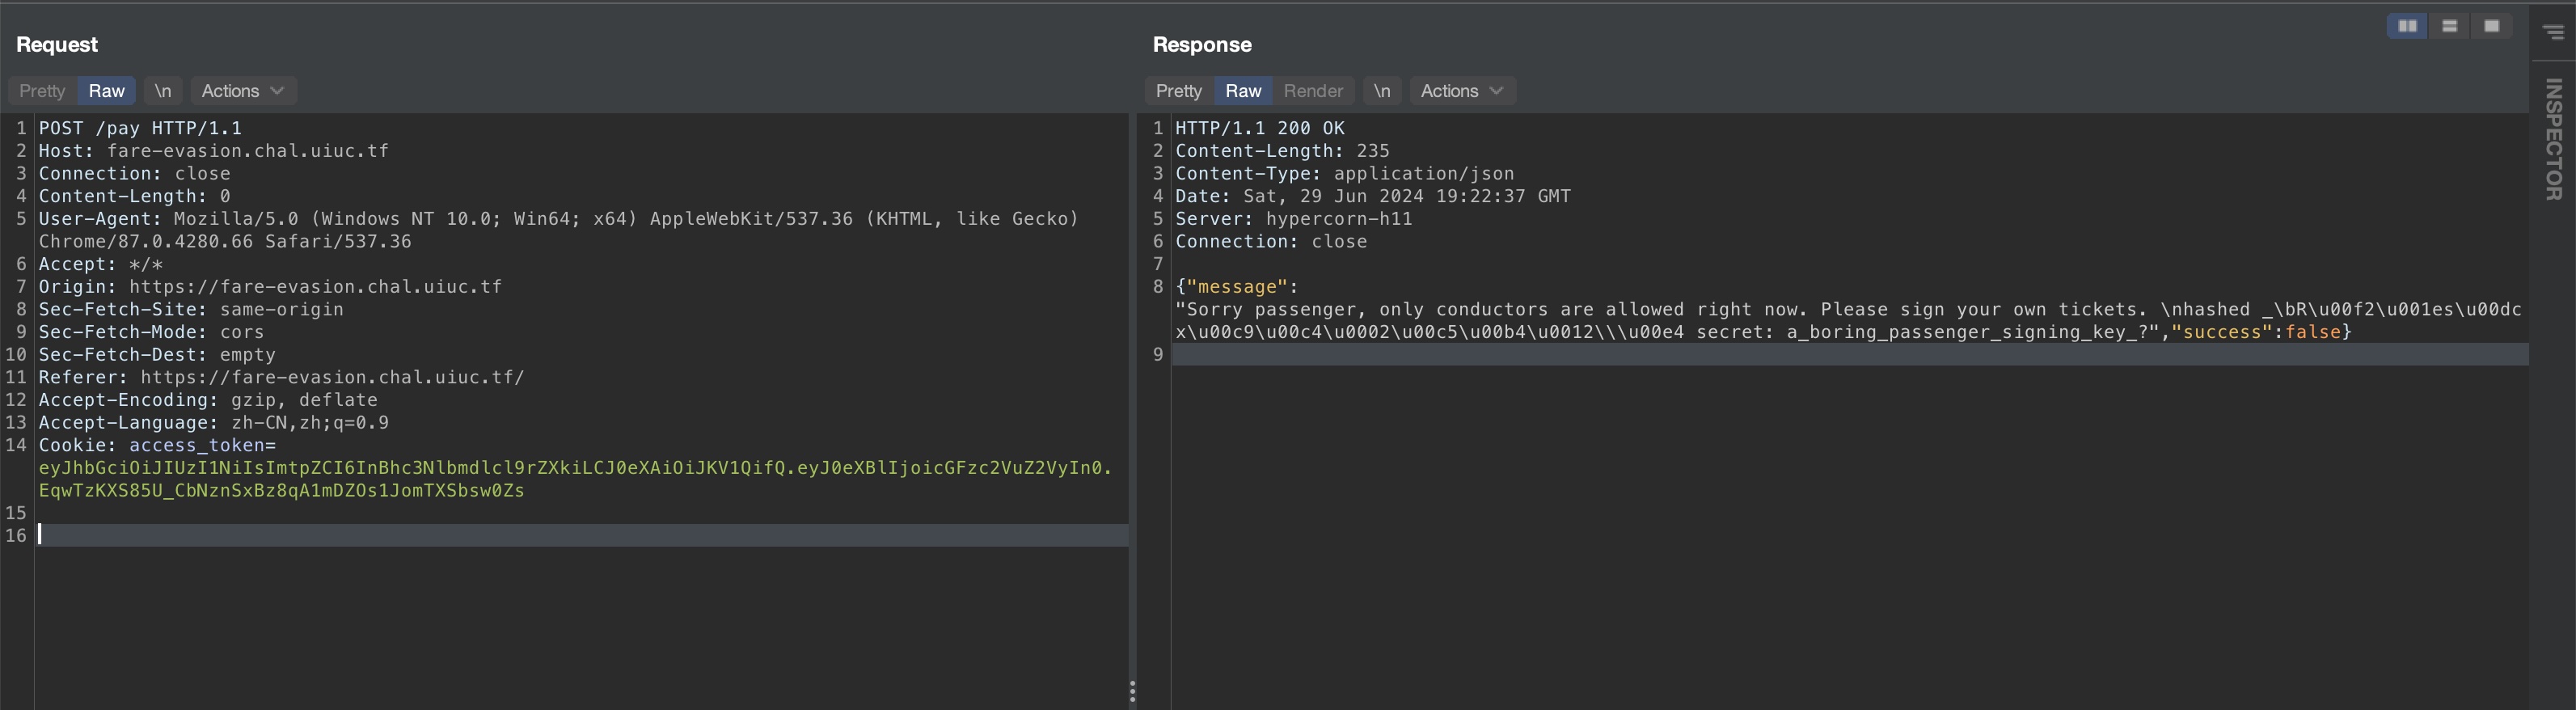 Request
Pretty Raw \n Actions
1 POST /pay HTTP/1.1
2 Host: fare-evasion.chal.uiuc.tf
3 Connection: close
4 Content-Length: 0
5 User-Agent: Mozilla/5.0 (Windows NT 10.0; Win64; x64) AppleWebKit/537.36 (KHTML, like Gecko)
Chrome/87.0.4280.66 Safari/537.36
6 Accept: */*
7 Origin: https://fare-evasion.chal.uiuc.tf
8 Sec-Fetch-Site: same-origin
9 Sec-Fetch-Mode: cors
10 Sec-Fetch-Dest: empty
11 Referer: https://fare-evasion.chal.uiuc.tf/
12 Accept-Encoding: gzip, deflate
13 Accept-Language: zh-CN,zh;q=0.9
14 Cookie: access_token=
eyJhbGciOiJIUzI1NiIsImtpZCI6InBhc3Nlbmdlcl9rZXkiLCJ0eXAiOiJKV1QifQ.eyJ0eXBlIjoicGFzc2VuZ2VyIn0.
EqwTzKXS85U_CbNznSxBz8qA1mDZOs1JomTXSbsw0Zs
15
16
Response
Pretty Raw Render \n Actions
1 HTTP/1.1 200 OK
2 Content-Length: 235
3 Content-Type: application/json
4 Date: Sat, 29 Jun 2024 19:22:37 GMT
5 Server: hypercorn-h11
6 Connection: close
7
8 {"message":
"Sorry passenger, only conductors are allowed right now. Please sign your own tickets. \nhashed _\bR\u00f2\u001es\u00dc
x\u00c9\u00c4\u0002\u00c5\u00b4\u0012\\\u00e4 secret: a_boring_passenger_signing_key_?","success":false}
9
INSPECTOR